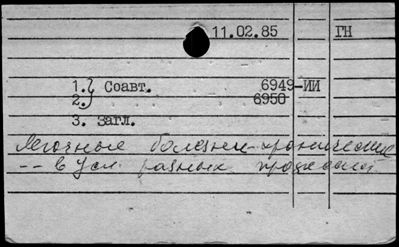 11.02.85 ГН
1.} Соавт. 6949-ИИ
2.} 6950
3. Загл.
Легочные болезни - хронические
-- в усл. разных профессий